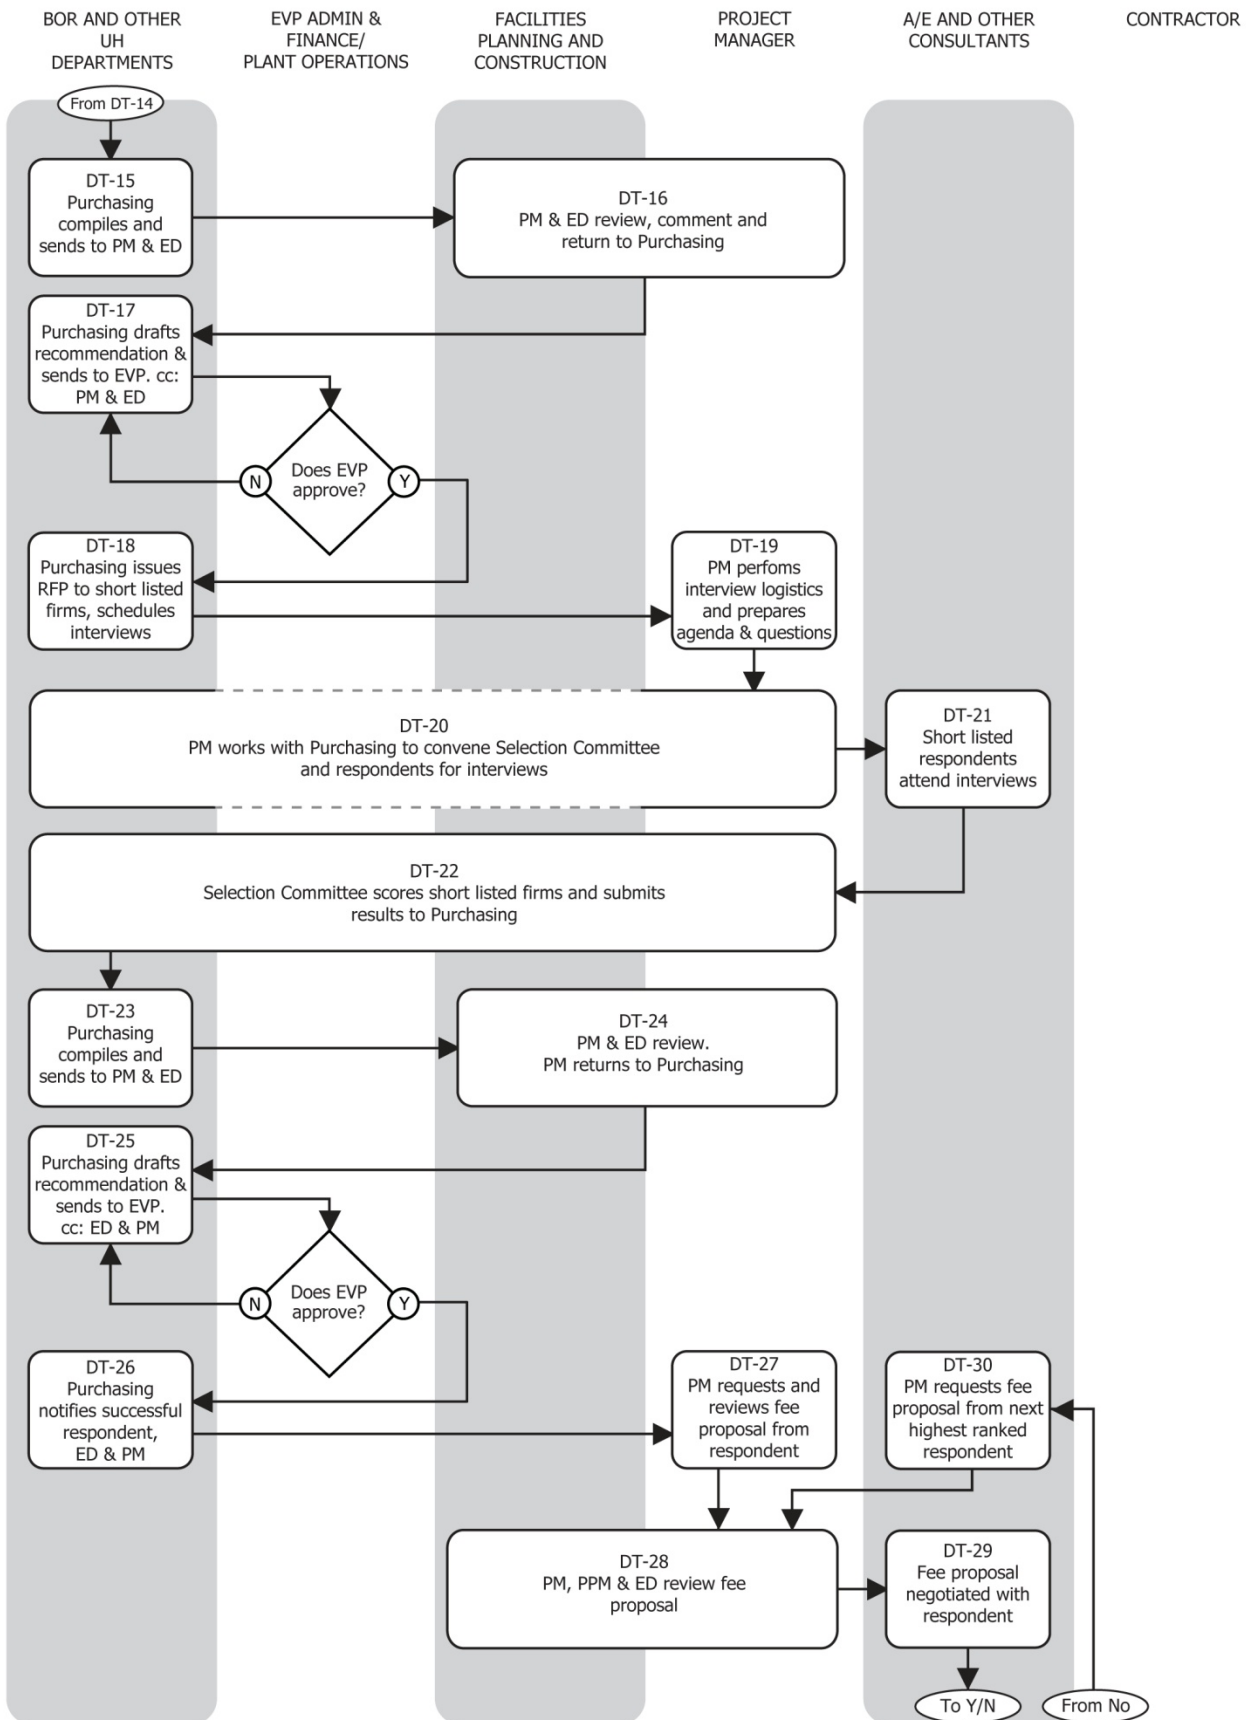 BOR AND OTHER
UH
DEPARTMENTS
EVP ADMIN &
FINANCE/
PLANT OPERATIONS
FACILITIES
PLANNING AND
CONSTRUCTION
PROJECT
MANAGER
A/E AND OTHER
CONSULTANTS
CONTRACTOR
From DT-14
DT-15
Purchasing
compiles and
sends to PM & ED
DT-16
PM & ED review, comment and
return to Purchasing
DT-17
Purchasing drafts
recommendation &
sends to EVP. cc:
PM & ED
N
Does EVP
approve?
Y
DT-18
Purchasing issues
RFP to short listed
firms, schedules
interviews
DT-19
PM perfoms
interview logistics
and prepares
agenda & questions
DT-20
PM works with Purchasing to convene Selection Committee
and respondents for interviews
DT-21
Short listed
respondents
attend interviews
DT-22
Selection Committee scores short listed firms and submits
results to Purchasing
DT-23
Purchasing
compiles and
sends to PM & ED
DT-24
PM & ED review.
PM returns to Purchasing
DT-25
Purchasing drafts
recommendation &
sends to EVP.
cc: ED & PM
N
Does EVP
approve?
Y
DT-26
Purchasing
notifies successful
respondent,
ED & PM
DT-27
PM requests and
reviews fee
proposal from
respondent
DT-30
PM requests fee
proposal from next
highest ranked
respondent
DT-28
PM, PPM & ED review fee
proposal
DT-29
Fee proposal
negotiated with
respondent
To Y/N
From No